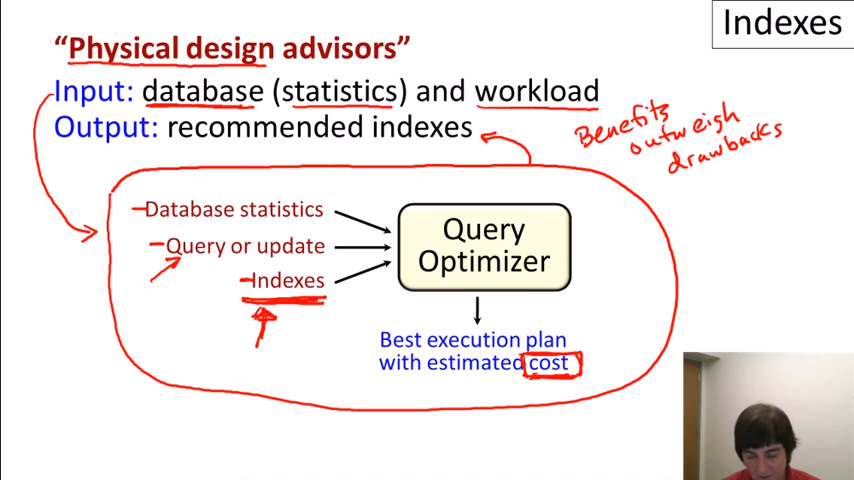 Indexes
“Physical design advisors”
Input: database (statistics) and workload
Output: recommended indexes
Benefits
outweigh
drawbacks
Database statistics
Query or update
Indexes
Query
Optimizer
Best execution plan
with estimated cost